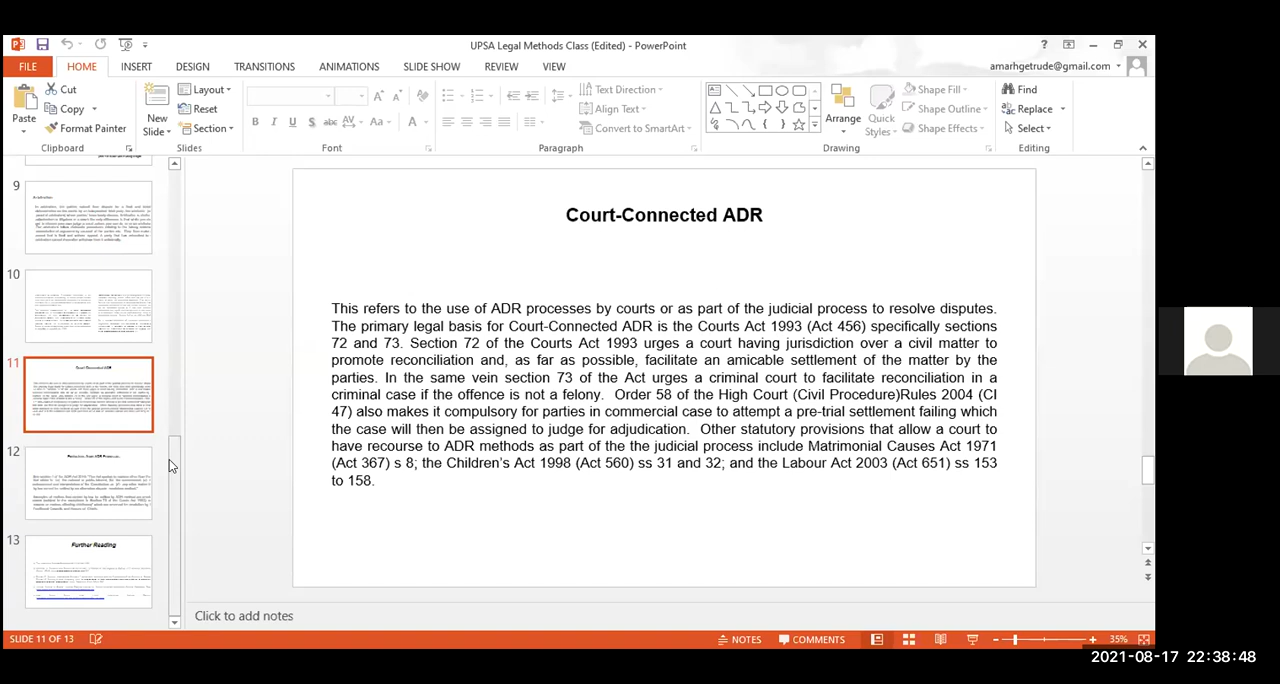 UPSA Legal Methods Class (Edited) - PowerPoint
FILE HOME INSERT DESIGN TRANSITIONS ANIMATIONS SLIDE SHOW REVIEW VIEW
amarhgetrude@gmail.com
Paste
Cut
Copy
Format Painter
Clipboard
New Slide
Layout
Reset
Section
Slides
Font
Text Direction
Align Text
Convert to SmartArt
Paragraph
Arrange
Quick Styles
Shape Fill
Shape Outline
Shape Effects
Drawing
Find
Replace
Select
Editing
9
10
11
12
13
Further Reading
Court-Connected ADR
This refers to the use of ADR processes by courts or as part of the judicial process to resolve disputes.
The primary legal basis for Court-Connected ADR is the Courts Act 1993 (Act 456) specifically sections
72 and 73. Section 72 of the Courts Act 1993 urges a court having jurisdiction over a civil matter to
promote reconciliation and, as far as possible, facilitate an amicable settlement of the matter by the
parties. In the same vein section 73 of the Act urges a criminal court to facilitate reconciliation in a
criminal case if the offence is not a felony. Order 58 of the High Court (Civil Procedure)Rules 2004 (CI
47) also makes it compulsory for parties in commercial case to attempt a pre-trial settlement failing which
the case will then be assigned to judge for adjudication. Other statutory provisions that allow a court to
have recourse to ADR methods as part of the the judicial process include Matrimonial Causes Act 1971
(Act 367) s 8; the Children's Act 1998 (Act 560) ss 31 and 32; and the Labour Act 2003 (Act 651) ss 153
to 158.
Click to add notes
SLIDE 11 OF 13
NOTES
COMMENTS
35%
2021-08-17 22:38:48